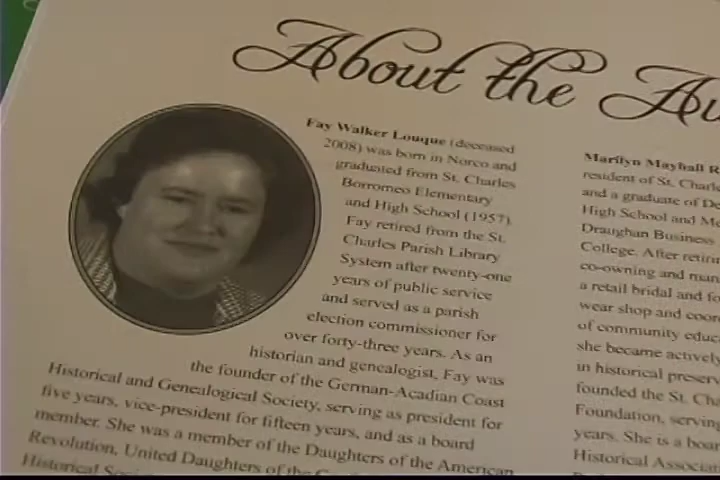 About the Au
Fay Walker Louque (deceased
2008) was born in Norco and
graduated from St. Charles
Borromeo Elementary
and High School (1957).
Fay retired from the St.
Charles Parish Library
System after twenty-one
years of public service
and served as a parish
election commissioner for
over forty-three years. As an
historian and genealogist, Fay was
the founder of the German-Acadian Coast
Historical and Genealogical Society, serving as president for
five years, vice-president for fifteen years, and as a board
member. She was a member of the Daughters of the American
Revolution, United Daughters of the
Historical
Marilyn Mayhall R
resident of St. Charl
and a graduate of De
High School and Me
Draughan Business
College. After retiri
co-owning and man
a retail bridal and fo
wear shop and coor
of community educ
she became actively
in historical preserv
founded the St. Cha
Foundation, serving
years. She is a boar
Historical Associat